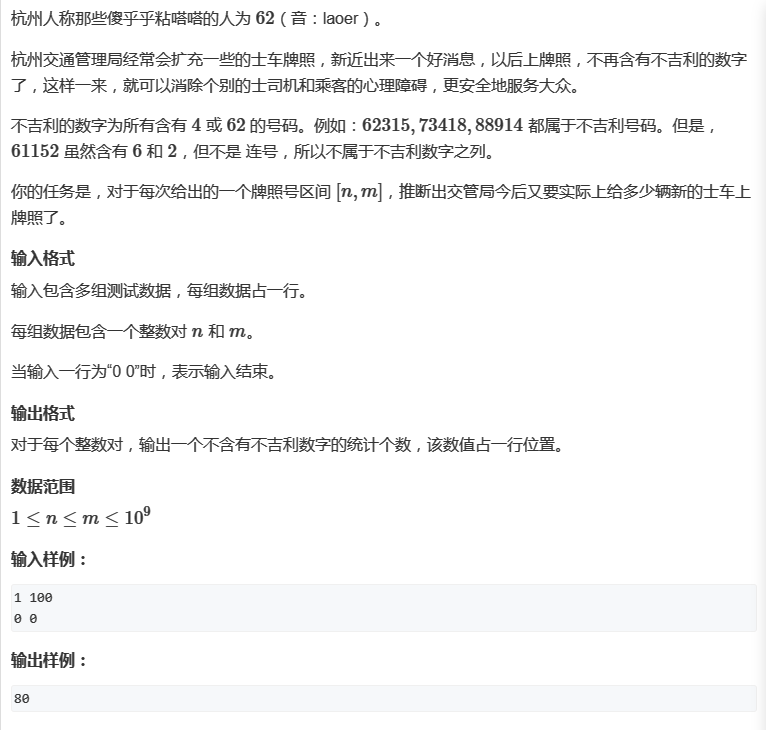 杭州人称那些傻乎乎粘嗒嗒的人为 62（音：laoer）。
杭州交通管理局经常会扩充一些的士车牌照，新近出来一个好消息，以后上牌照，不再含有不吉利的数字
了，这样一来，就可以消除个别的士司机和乘客的心理障碍，更安全地服务大众。
不吉利的数字为所有含有 4 或 62 的号码。例如：62315, 73418, 88914 都属于不吉利号码。但是，
61152 虽然含有 6 和 2，但不是 连号，所以不属于不吉利数字之列。
你的任务是，对于每次给出的一个牌照号区间 [n, m]，推断出交管局今后又要实际上给多少辆新的士车上
牌照了。
输入格式
输入包含多组测试数据，每组数据占一行。
每组数据包含一个整数对 n 和 m。
当输入一行为“0 0”时，表示输入结束。
输出格式
对于每个整数对，输出一个不含有不吉利数字的统计个数，该数值占一行位置。
数据范围
1 ≤ n ≤ m ≤ 10⁹
输入样例：
1 100
0 0
输出样例：
80